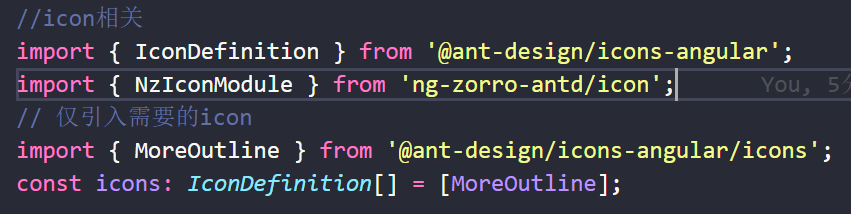 //icon相关
import { IconDefinition } from '@ant-design/icons-angular';
import { NzIconModule } from 'ng-zorro-antd/icon'; You, 5分
// 仅引入需要的icon
import { MoreOutline } from '@ant-design/icons-angular/icons';
const icons: IconDefinition[] = [MoreOutline];